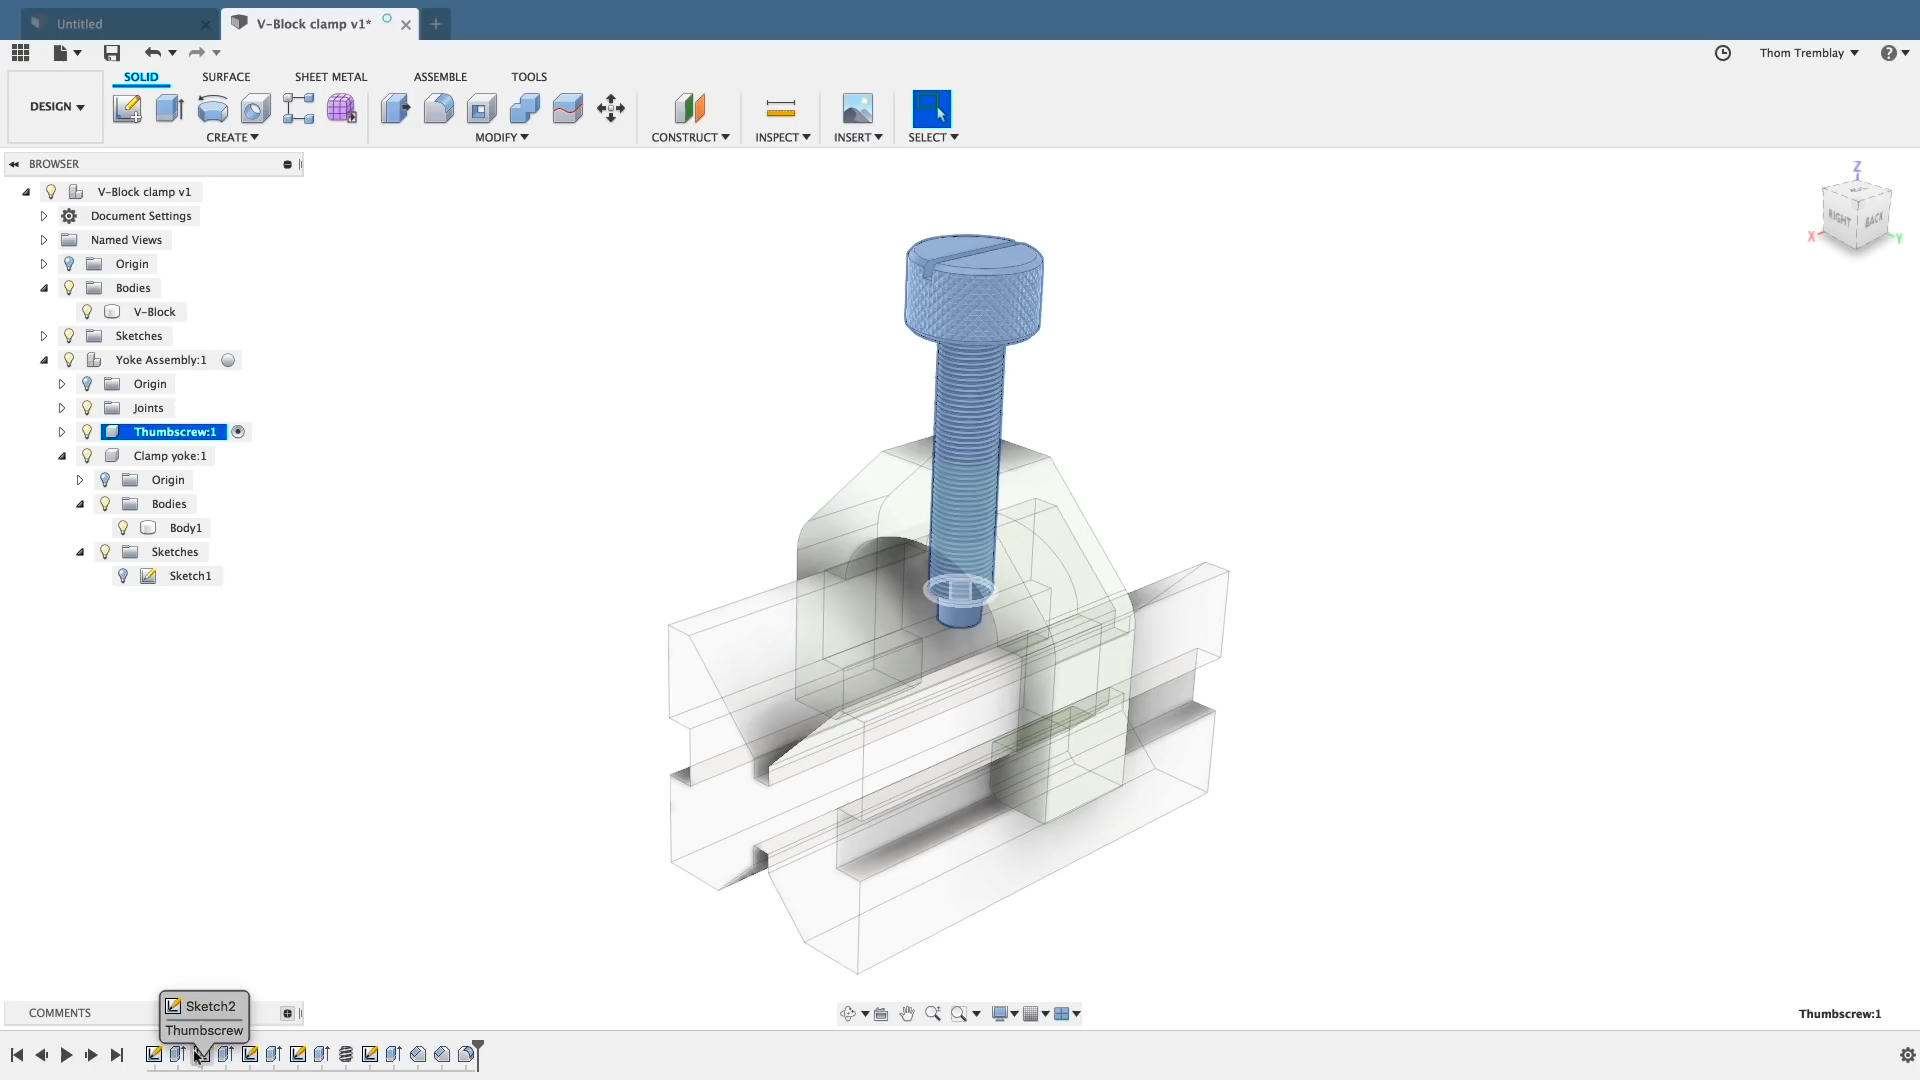 Untitled
V-Block clamp v1*
Thom Tremblay
SOLID
SURFACE
SHEET METAL
ASSEMBLE
TOOLS
DESIGN
CREATE
MODIFY
CONSTRUCT
INSPECT
INSERT
SELECT
BROWSER
V-Block clamp v1
Document Settings
Named Views
Origin
Bodies
V-Block
Sketches
Yoke Assembly:1
Origin
Joints
Thumbscrew:1
Clamp yoke:1
Origin
Bodies
Body1
Sketches
Sketch1
Z
RIGHT
BACK
X
Y
COMMENTS
Sketch2
Thumbscrew
Thumbscrew:1